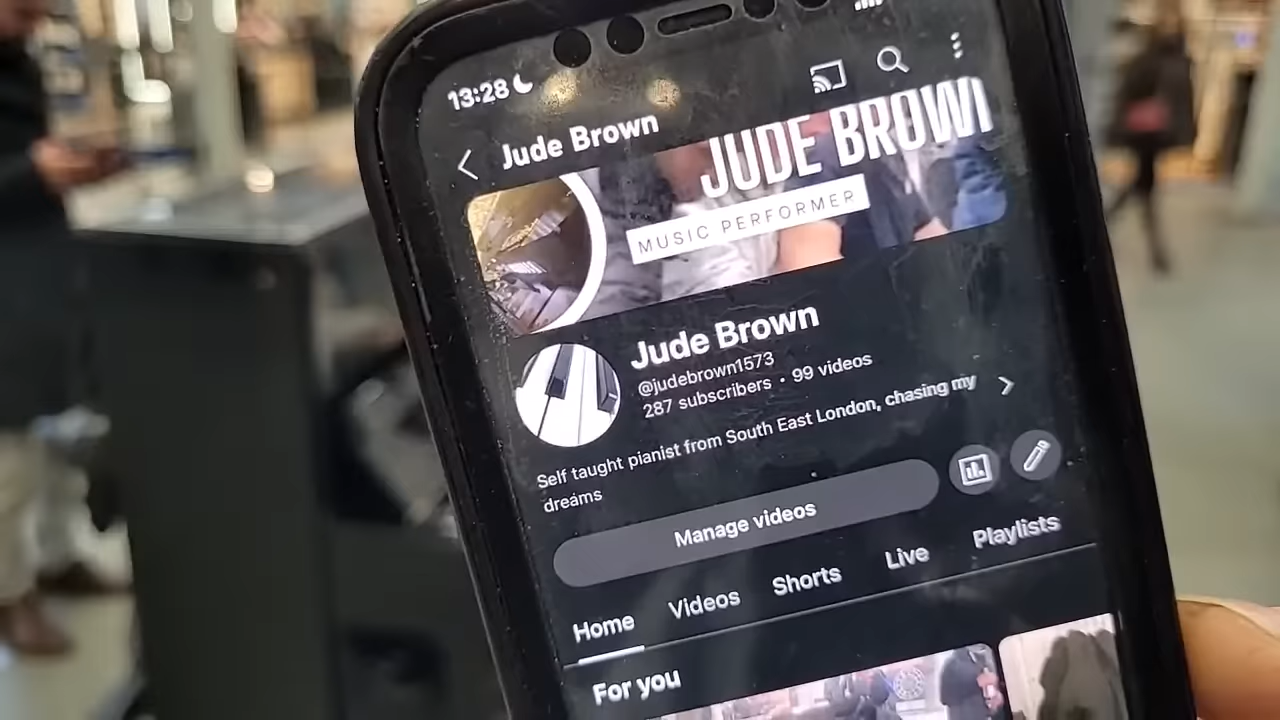 13:28
Jude Brown
JUDE BROWN
MUSIC PERFORMER
Jude Brown
@judebrown1573
287 subscribers • 99 videos
Self taught pianist from South East London, chasing my
dreams
Manage videos
Home Videos Shorts Live Playlists
For you